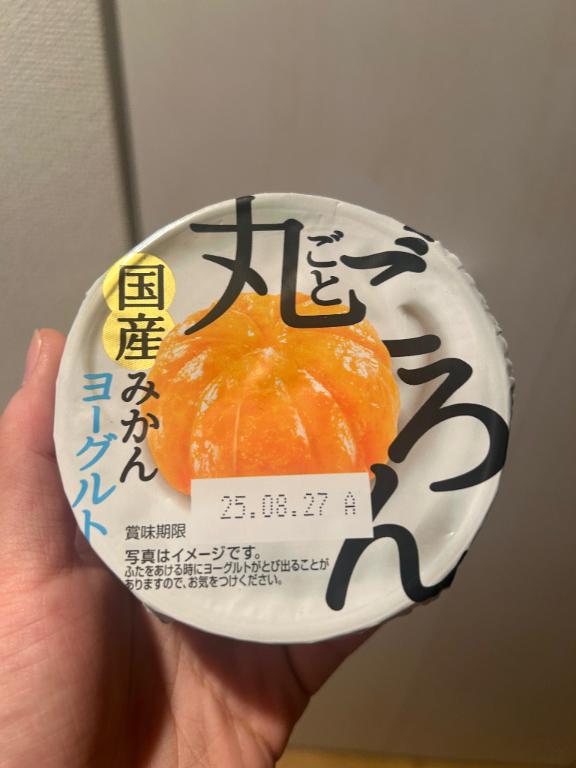 丸ごと
ごろん
国産
みかん
ヨーグルト
25.08.27 A
賞味期限
写真はイメージです。
ふたをあける時にヨーグルトがとび出ることが
ありますので、お気をつけください。